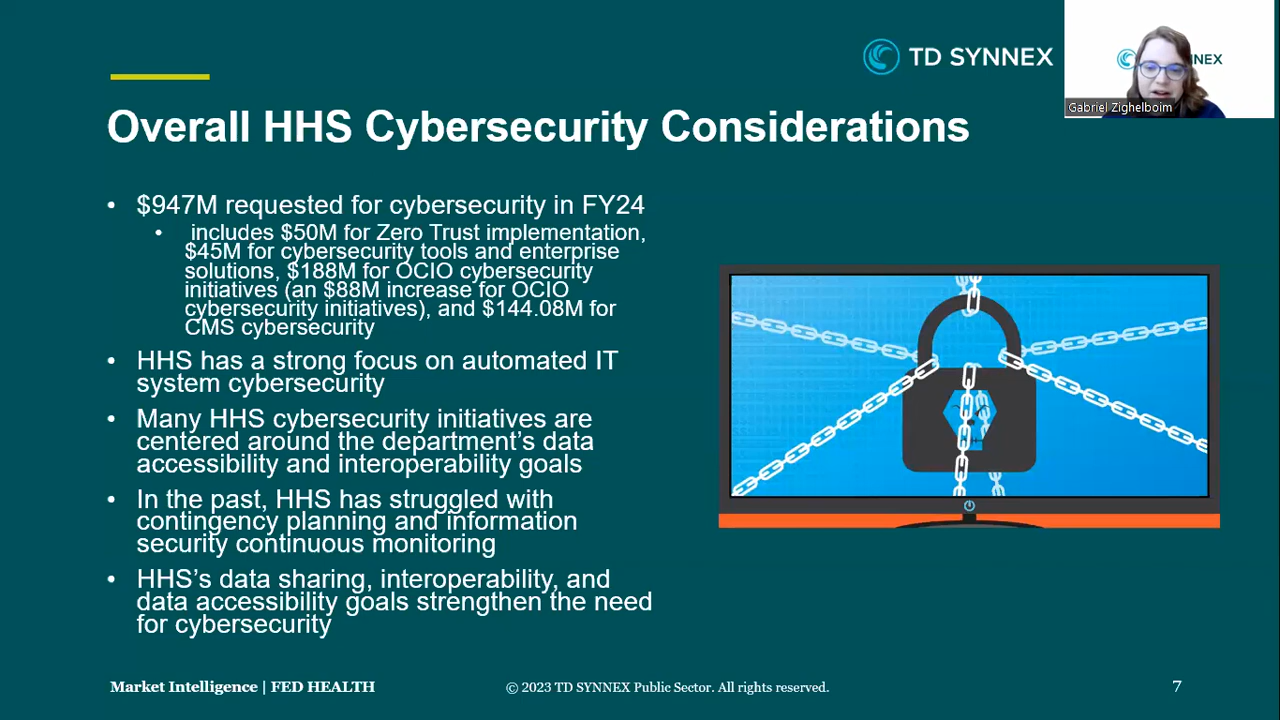 TD SYNNEX
NEX
Gabriel Zighelboim
Overall HHS Cybersecurity Considerations
• $947M requested for cybersecurity in FY24
• includes $50M for Zero Trust implementation,
$45M for cybersecurity tools and enterprise
solutions, $188M for OCIO cybersecurity
initiatives (an $88M increase for OCIO
cybersecurity initiatives), and $144.08M for
CMS cybersecurity
• HHS has a strong focus on automated IT
system cybersecurity
• Many HHS cybersecurity initiatives are
centered around the department’s data
accessibility and interoperability goals
• In the past, HHS has struggled with
contingency planning and information
security continuous monitoring
• HHS’s data sharing, interoperability, and
data accessibility goals strengthen the need
for cybersecurity
Market Intelligence | FED HEALTH
© 2023 TD SYNNEX Public Sector. All rights reserved.
7